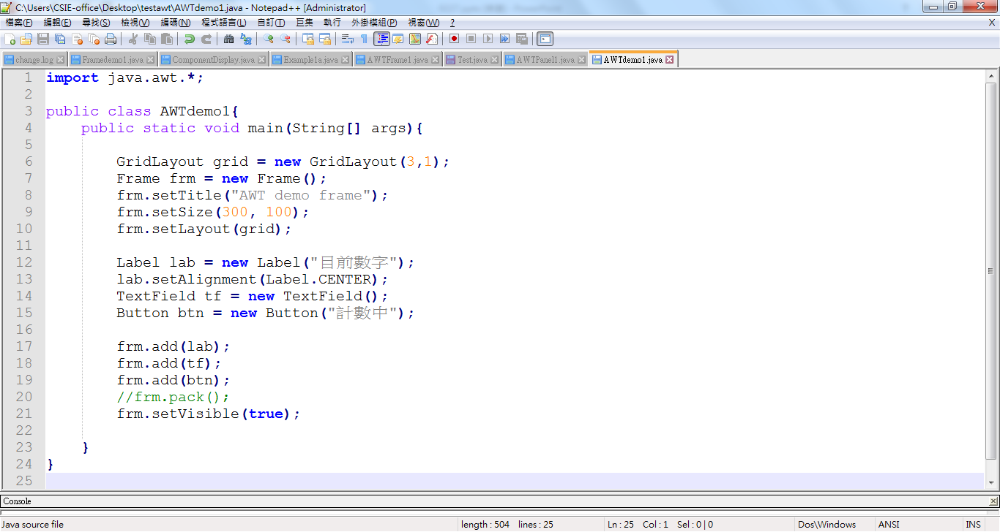 C:\Users\CSIE-office\Desktop\testawt\AWTdemo1.java - Notepad++ [Administrator]
檔案(F) 編輯(E) 尋找(S) 檢視(V) 編碼(N) 程式語言(L) 自訂(T) 巨集 執行 外掛模組(P) 視窗(W) ? X
change.log Framedemo1.java ComponentDisplay.java Example1a.java AWTFrame1.java Test.java AWTPanel1.java AWTdemo1.java
1 import java.awt.*;
2
3 public class AWTdemo1{
4 public static void main(String[] args){
5
6 GridLayout grid = new GridLayout(3,1);
7 Frame frm = new Frame();
8 frm.setTitle("AWT demo frame");
9 frm.setSize(300, 100);
10 frm.setLayout(grid);
11
12 Label lab = new Label("目前數字");
13 lab.setAlignment(Label.CENTER);
14 TextField tf = new TextField();
15 Button btn = new Button("計數中");
16
17 frm.add(lab);
18 frm.add(tf);
19 frm.add(btn);
20 //frm.pack();
21 frm.setVisible(true);
22
23 }
24 }
25
Console
Java source file length : 504 lines : 25 Ln : 25 Col : 1 Sel : 0 | 0 Dos\Windows ANSI INS